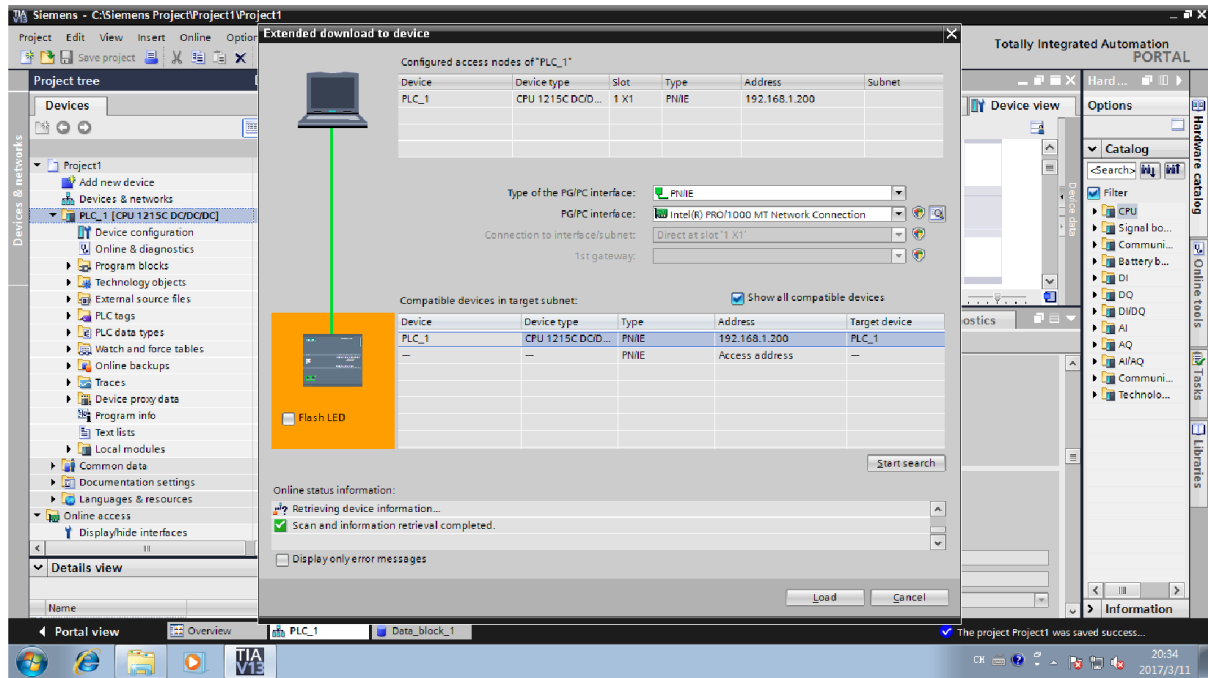 Siemens - C:\Siemens Project\Project1\Project1
Project Edit View Insert Online Option
Save project
Totally Integrated Automation
PORTAL
Project tree
Devices
Project1
Add new device
Devices & networks
PLC_1 [CPU 1215C DC/DC/DC]
Device configuration
Online & diagnostics
Program blocks
Technology objects
External source files
PLC tags
PLC data types
Watch and force tables
Online backups
Traces
Device proxy data
Program info
Text lists
Local modules
Common data
Documentation settings
Languages & resources
Online access
Display/hide interfaces
Details view
Name
Devices & networks
Extended download to device
Configured access nodes of "PLC_1"
Device Device type Slot Type Address Subnet
PLC_1 CPU 1215C DC/D... 1 X1 PN/IE 192.168.1.200
Type of the PG/PC interface: PN/IE
PG/PC interface: Intel(R) PRO/1000 MT Network Connection
Connection to interface/subnet: Direct at slot '1 X1'
1st gateway:
Compatible devices in target subnet: Show all compatible devices
Device Device type Type Address Target device
PLC_1 CPU 1215C DC/D... PN/IE 192.168.1.200 PLC_1
— — PN/IE Access address —
Flash LED
Start search
Online status information:
Retrieving device information...
Scan and information retrieval completed.
Display only error messages
Load Cancel
Device view
Device data
ostics
Hard...
Options
Catalog
<Search>
Filter
CPU
Signal bo...
Communi...
Battery b...
DI
DQ
DI/DQ
AI
AQ
AI/AQ
Communi...
Technolo...
Information
Hardware catalog
Online tools
Tasks
Libraries
Portal view Overview PLC_1 Data_block_1 The project Project1 was saved success...
TIA
V13
CH
20:34
2017/3/11